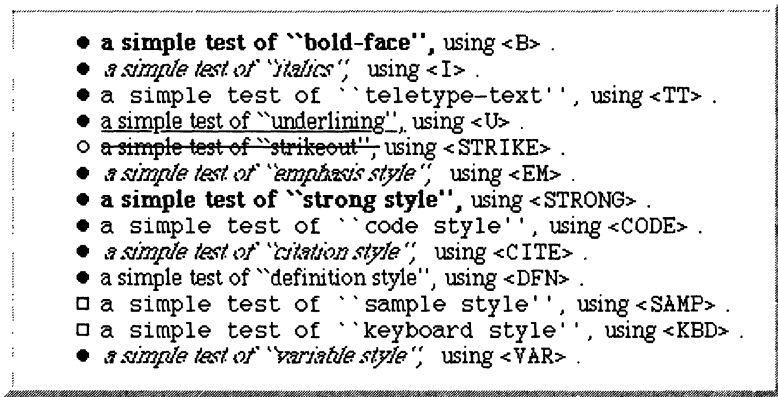 ● a simple test of ``bold-face'', using <B> .
● a simple test of ``italics'', using <I> .
● a simple test of ``teletype-text'', using <TT> .
● a simple test of ``underlining'', using <U> .
○ a simple test of ``strikeout'', using <STRIKE> .
● a simple test of ``emphasis style'', using <EM> .
● a simple test of ``strong style'', using <STRONG> .
● a simple test of ``code style'', using <CODE> .
● a simple test of ``citation style'', using <CITE> .
● a simple test of ``definition style'', using <DFN> .
□ a simple test of ``sample style'', using <SAMP> .
□ a simple test of ``keyboard style'', using <KBD> .
● a simple test of ``variable style'', using <VAR> .